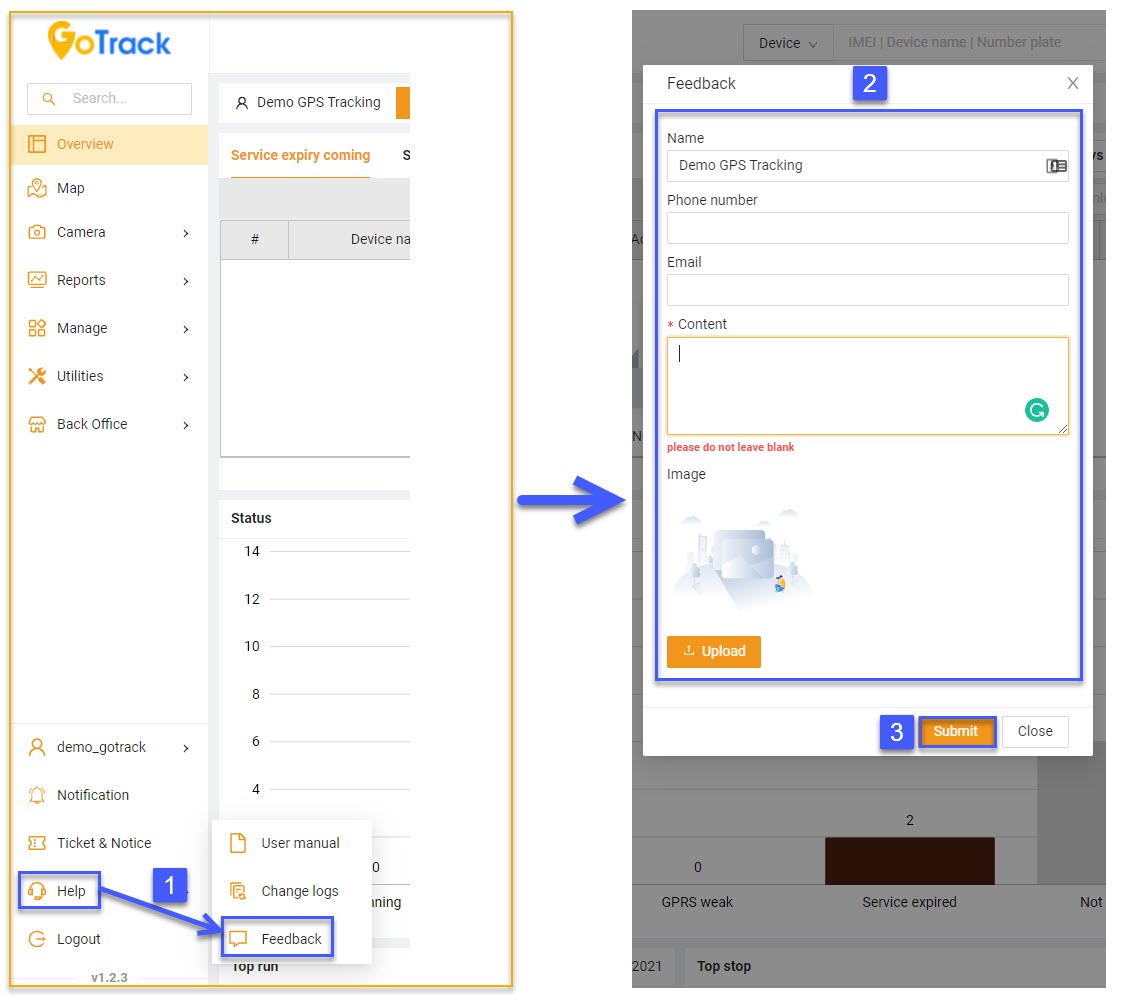 GoTrack
Search...
Overview
Map
Camera
Reports
Manage
Utilities
Back Office
demo_gotrack
Notification
Ticket & Notice
Help
Logout
v1.2.3
Demo GPS Tracking
Service expiry coming
S
#
Device na
Status
14
12
10
8
6
4
0
nning
1
User manual
Change logs
Feedback
Top run
Device
IMEI | Device name | Number plate
Feedback
2
Name
Demo GPS Tracking
Phone number
Email
* Content
please do not leave blank
Image
Upload
3
Submit
Close
2
0
GPRS weak
Service expired
Not
2021
Top stop